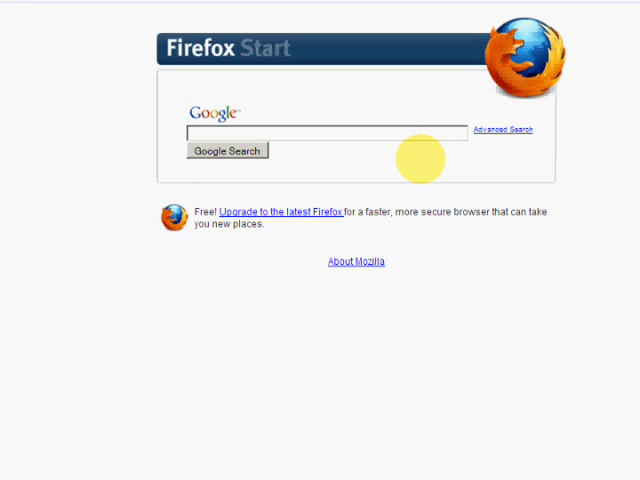 Firefox Start
Google™
Advanced Search
Google Search
Free! Upgrade to the latest Firefox for a faster, more secure browser that can take
you new places.
About Mozilla